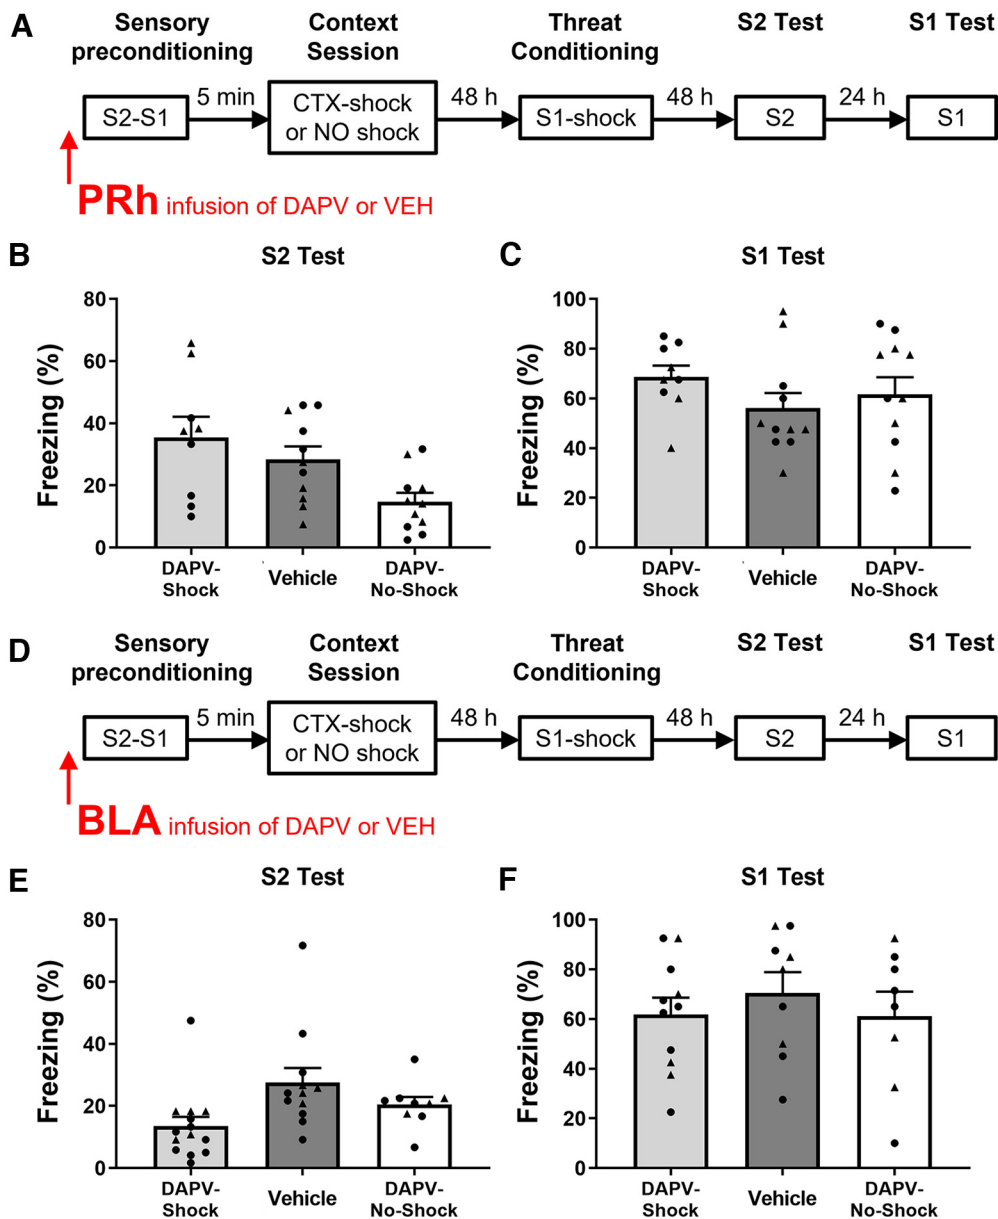 A
Sensory preconditioning
Context Session
Threat Conditioning
S2 Test
S1 Test
S2-S1
5 min
CTX-shock or NO shock
48 h
S1-shock
48 h
S2
24 h
S1
PRh infusion of DAPV or VEH
B
S2 Test
Freezing (%)
80
60
40
20
0
DAPV-Shock
Vehicle
DAPV-No-Shock
C
S1 Test
Freezing (%)
100
80
60
40
20
0
DAPV-Shock
Vehicle
DAPV-No-Shock
D
Sensory preconditioning
Context Session
Threat Conditioning
S2 Test
S1 Test
S2-S1
5 min
CTX-shock or NO shock
48 h
S1-shock
48 h
S2
24 h
S1
BLA infusion of DAPV or VEH
E
S2 Test
Freezing (%)
80
60
40
20
0
DAPV-Shock
Vehicle
DAPV-No-Shock
F
S1 Test
Freezing (%)
100
80
60
40
20
0
DAPV-Shock
Vehicle
DAPV-No-Shock